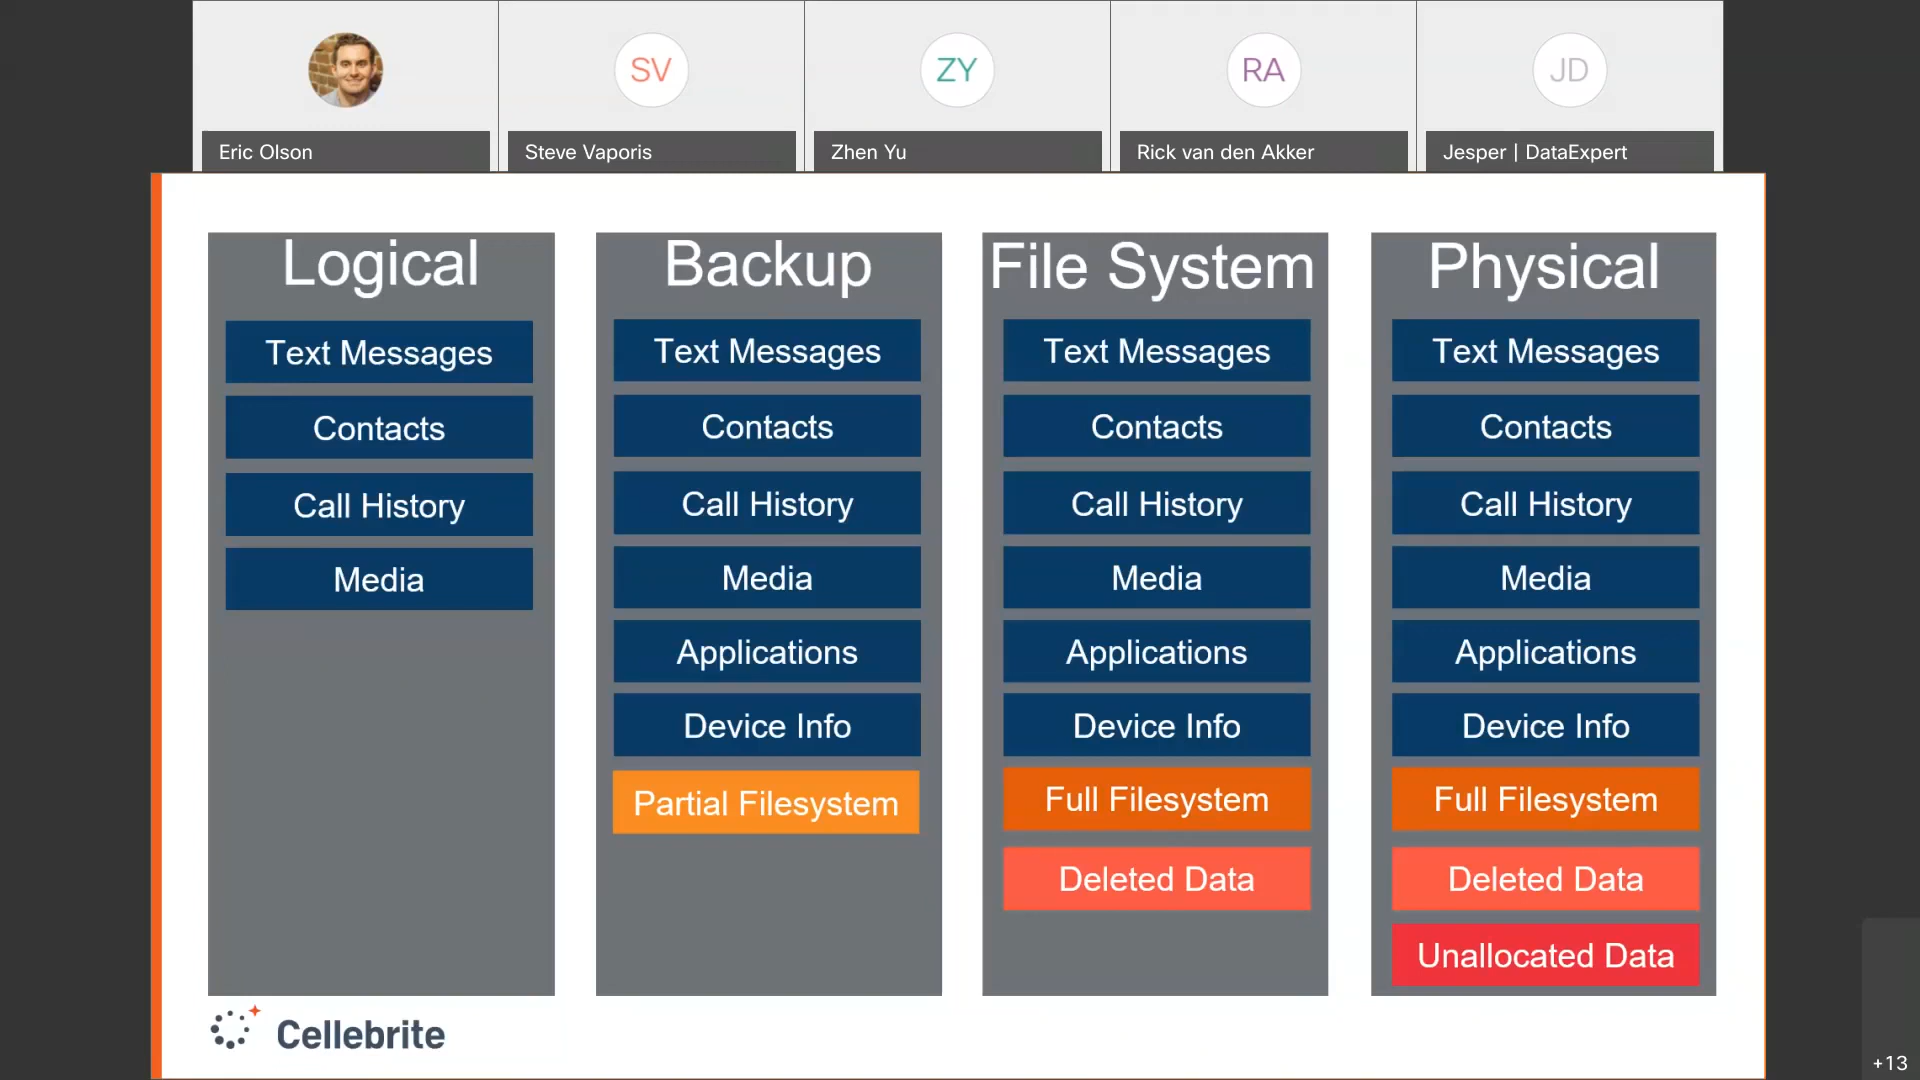 SV
ZY
RA
JD
Eric Olson
Steve Vaporis
Zhen Yu
Rick van den Akker
Jesper | DataExpert
Logical
Text Messages
Contacts
Call History
Media
Backup
Text Messages
Contacts
Call History
Media
Applications
Device Info
Partial Filesystem
File System
Text Messages
Contacts
Call History
Media
Applications
Device Info
Full Filesystem
Deleted Data
Physical
Text Messages
Contacts
Call History
Media
Applications
Device Info
Full Filesystem
Deleted Data
Unallocated Data
Cellebrite
+13